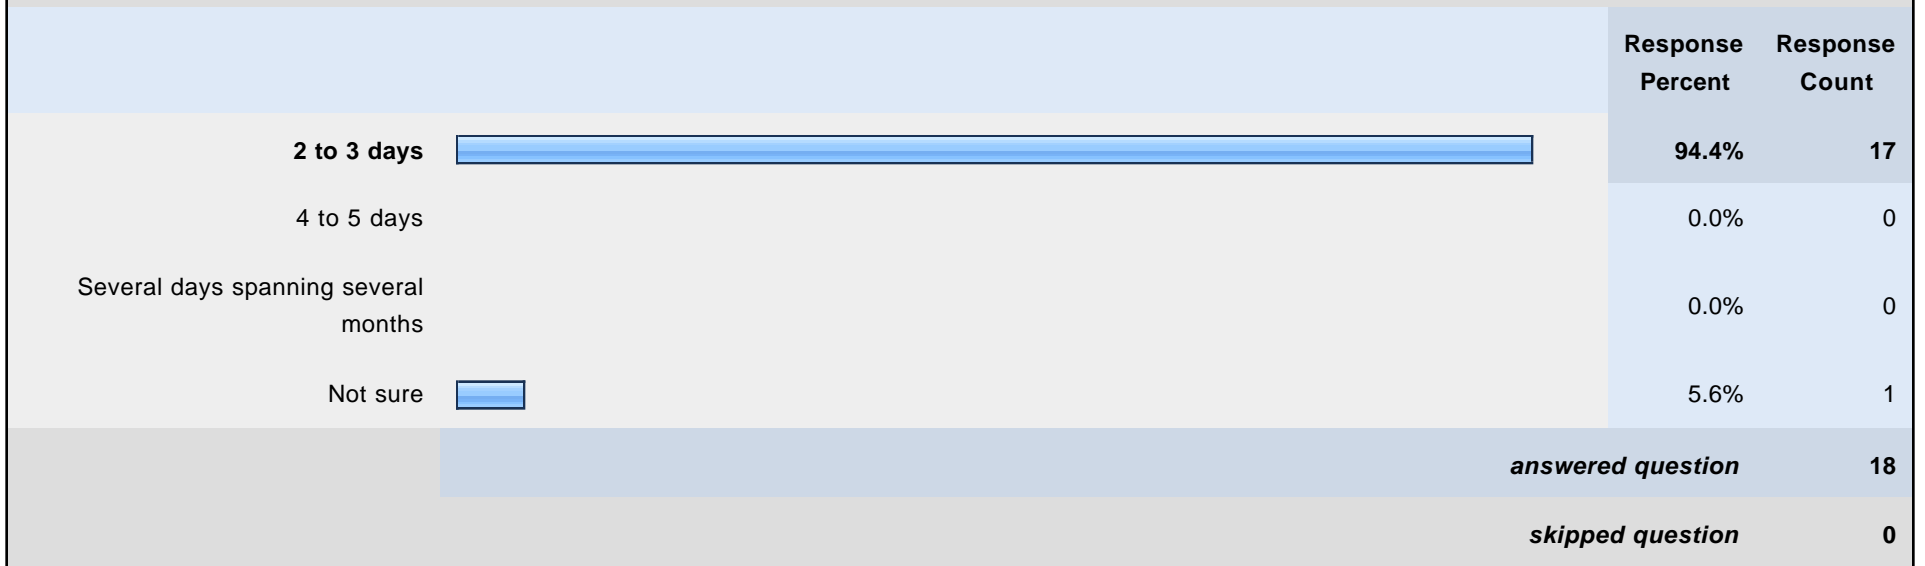 Response Response
Percent Count
2 to 3 days 94.4% 17
4 to 5 days 0.0% 0
Several days spanning several
months 0.0% 0
Not sure 5.6% 1
answered question 18
skipped question 0